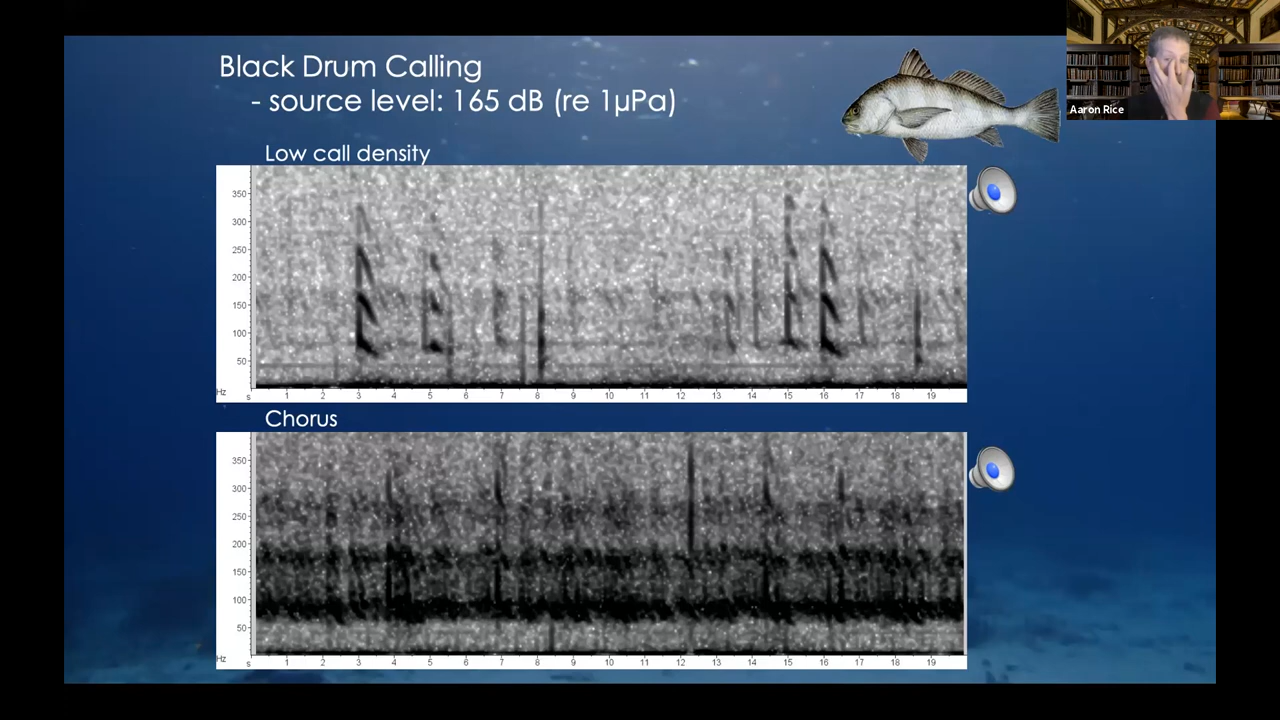 Black Drum Calling
- source level: 165 dB (re 1µPa)
Aaron Rice
Low call density
350
300
250
200
150
100
50
Hz
s 1 2 3 4 5 6 7 8 9 10 11 12 13 14 15 16 17 18 19
Chorus
350
300
250
200
150
100
50
Hz
s 1 2 3 4 5 6 7 8 9 10 11 12 13 14 15 16 17 18 19